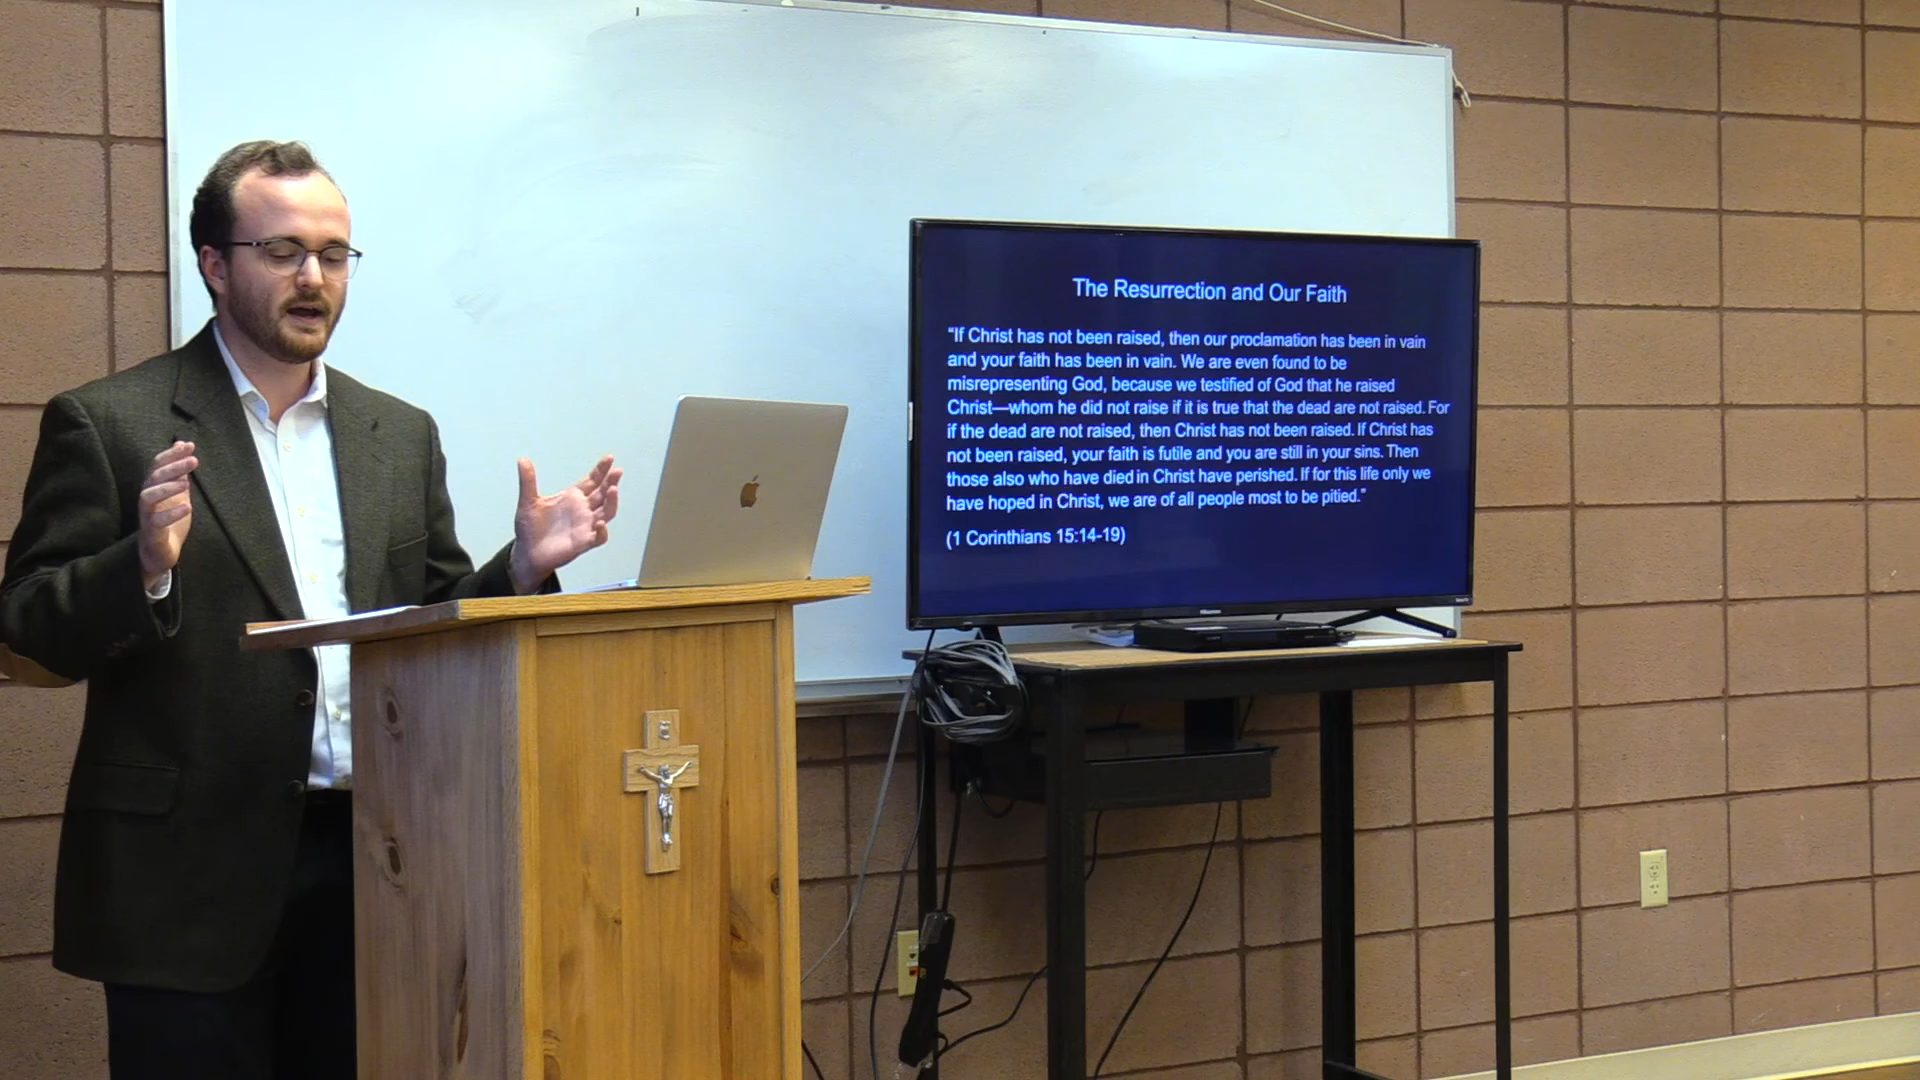 The Resurrection and Our Faith
“If Christ has not been raised, then our proclamation has been in vain
and your faith has been in vain. We are even found to be
misrepresenting God, because we testified of God that he raised
Christ—whom he did not raise if it is true that the dead are not raised. For
if the dead are not raised, then Christ has not been raised. If Christ has
not been raised, your faith is futile and you are still in your sins. Then
those also who have died in Christ have perished. If for this life only we
have hoped in Christ, we are of all people most to be pitied.”
(1 Corinthians 15:14-19)
Hisense